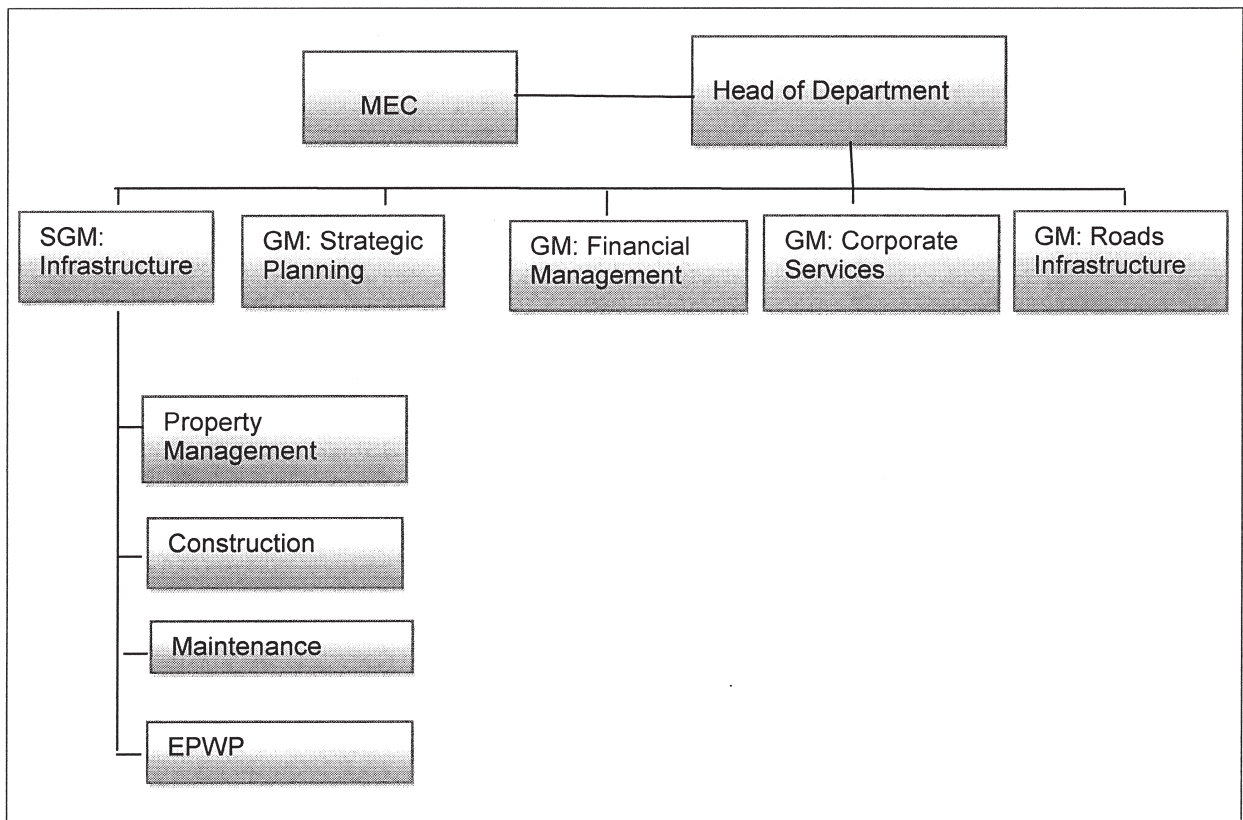 MEC
Head of Department
SGM:
Infrastructure
GM: Strategic
Planning
GM: Financial
Management
GM: Corporate
Services
GM: Roads
Infrastructure
Property
Management
Construction
Maintenance
EPWP